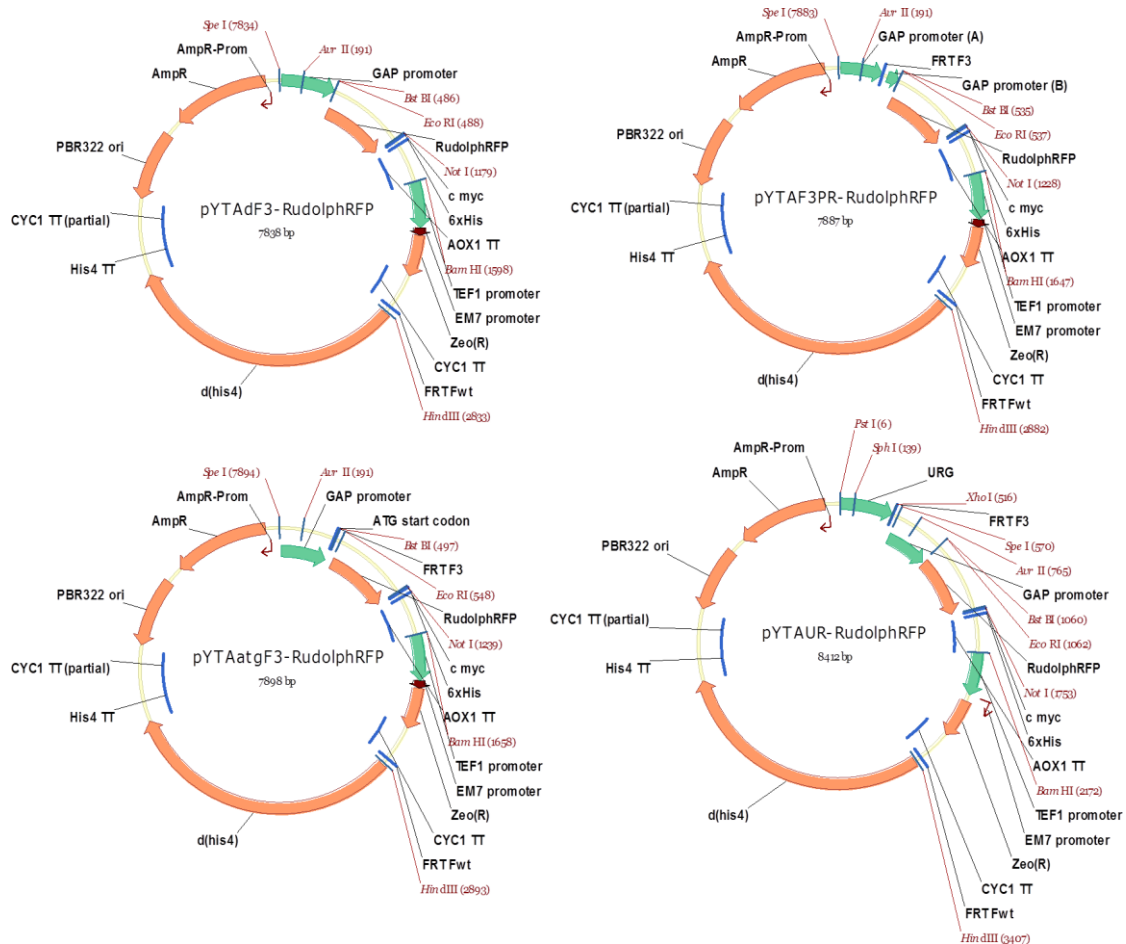 Spe I (7834)
Avr II (191)
AmpR-Prom
GAP promoter
AmpR
Bst BI (486)
Eco RI (488)
PBR322 ori
RudolphRFP
Not I (1179)
c myc
pYTAdF3-RudolphRFP
7838 bp
CYC1 TT (partial)
6xHis
AOX1 TT
His4 TT
Bam HI (1598)
TEF1 promoter
EM7 promoter
Zeo(R)
CYC1 TT
d(his4)
FRTFwt
Hin dIII (2833)
Spe I (7883)
Avr II (191)
AmpR-Prom
GAP promoter (A)
FRTF3
AmpR
GAP promoter (B)
Bst BI (535)
Eco RI (537)
PBR322 ori
RudolphRFP
Not I (1228)
c myc
pYTAF3PR-RudolphRFP
7887 bp
CYC1 TT (partial)
6xHis
AOX1 TT
His4 TT
Bam HI (1647)
TEF1 promoter
EM7 promoter
Zeo(R)
CYC1 TT
d(his4)
FRTFwt
Hin dIII (2882)
Spe I (7894)
Avr II (191)
AmpR-Prom
GAP promoter
AmpR
ATG start codon
Bst BI (497)
FRTF3
Eco RI (548)
PBR322 ori
RudolphRFP
Not I (1239)
c myc
pYTAatgF3-RudolphRFP
7898 bp
CYC1 TT (partial)
6xHis
AOX1 TT
His4 TT
Bam HI (1658)
TEF1 promoter
EM7 promoter
Zeo(R)
CYC1 TT
d(his4)
FRTFwt
Hin dIII (2893)
Pst I (6)
Sph I (139)
AmpR-Prom
URG
AmpR
Xho I (516)
FRTF3
Spe I (570)
PBR322 ori
Avr II (765)
GAP promoter
Bst BI (1060)
CYC1 TT (partial)
Eco RI (1062)
pYTAUR-RudolphRFP
8412 bp
RudolphRFP
His4 TT
Not I (1753)
c myc
6xHis
AOX1 TT
Bam HI (2172)
TEF1 promoter
d(his4)
EM7 promoter
Zeo(R)
CYC1 TT
FRTFwt
Hin dIII (3407)